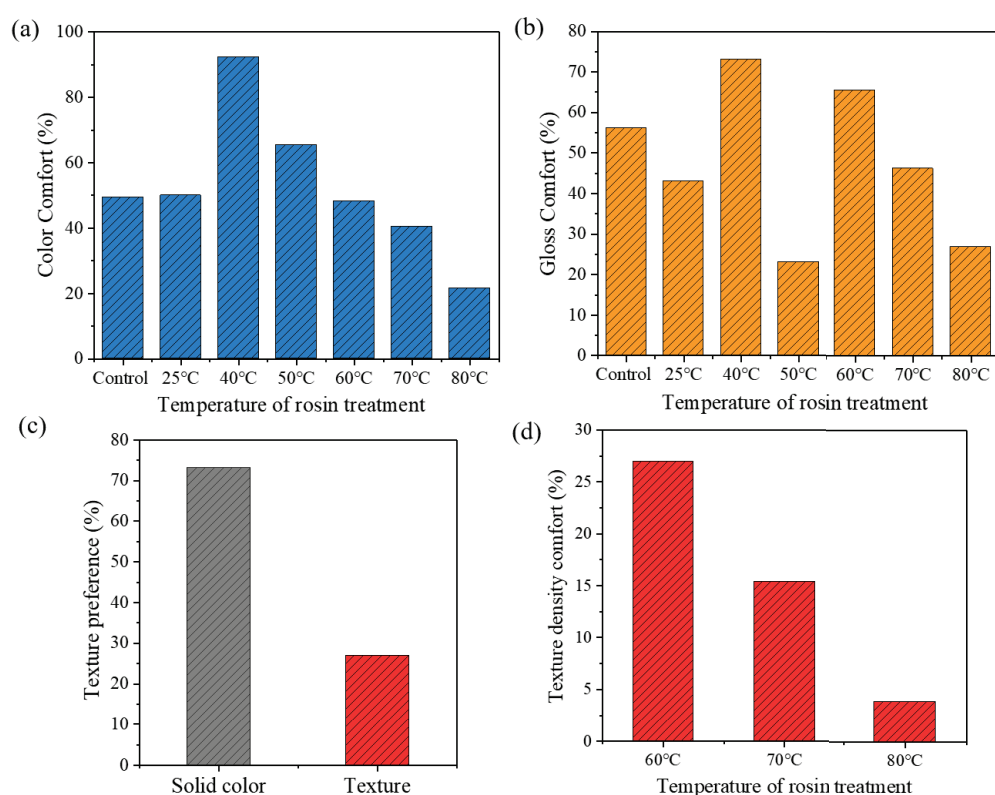 (a)
Color Comfort (%)
100
80
60
40
20
0
Control 25℃ 40℃ 50℃ 60℃ 70℃ 80℃
Temperature of rosin treatment
(b)
Gloss Comfort (%)
80
70
60
50
40
30
20
10
0
Control 25℃ 40℃ 50℃ 60℃ 70℃ 80℃
Temperature of rosin treatment
(c)
Texture preference (%)
80
70
60
50
40
30
20
10
0
Solid color Texture
(d)
Texture density comfort (%)
30
25
20
15
10
5
0
60℃ 70℃ 80℃
Temperature of rosin treatment